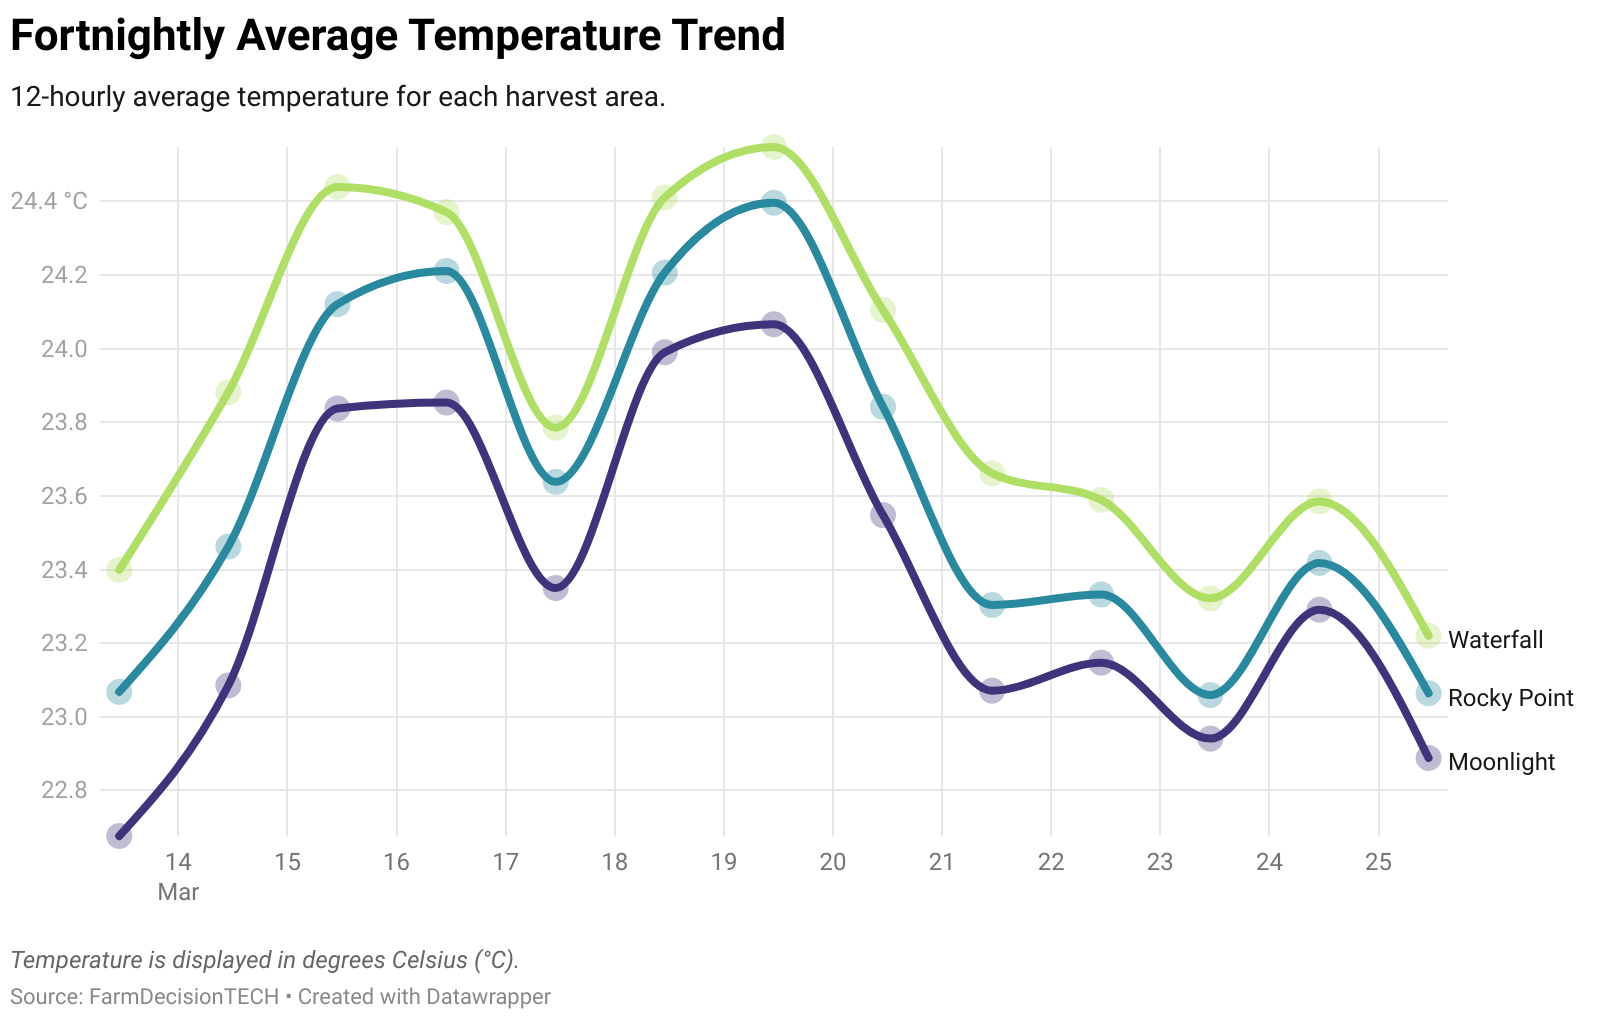 Fortnightly Average Temperature Trend
12-hourly average temperature for each harvest area.
24.4 °C
24.2
24.0
23.8
23.6
23.4
23.2
23.0
22.8
Waterfall
Rocky Point
Moonlight
14 15 16 17 18 19 20 21 22 23 24 25
Mar
Temperature is displayed in degrees Celsius (°C).
Source: FarmDecisionTECH • Created with Datawrapper